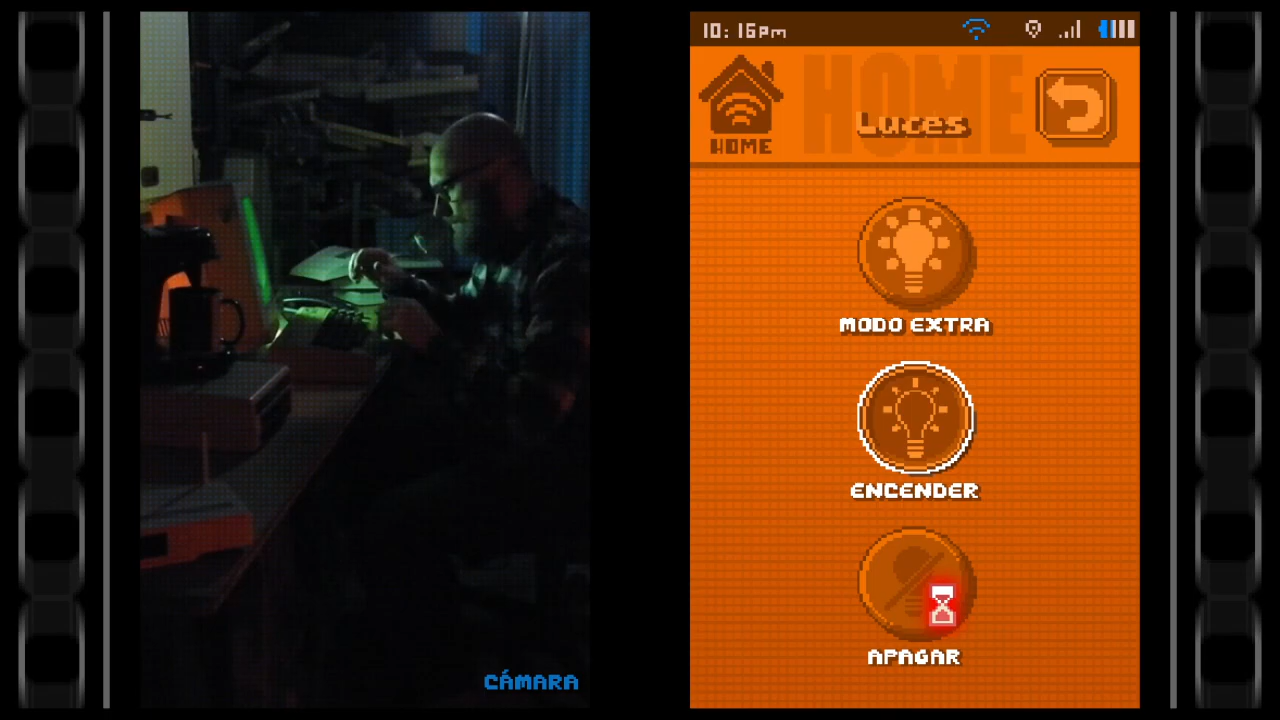 10:16pm
HOME
Luces
HOME
MODO EXTRA
ENCENDER
APAGAR
CÁMARA